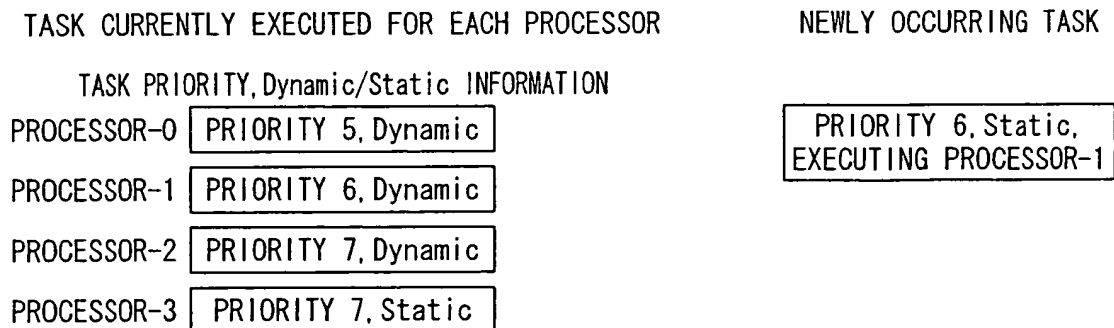 TASK CURRENTLY EXECUTED FOR EACH PROCESSOR
NEWLY OCCURRING TASK
TASK PRIORITY, Dynamic/Static INFORMATION
PROCESSOR-0 PRIORITY 5, Dynamic
PRIORITY 6, Static,
EXECUTING PROCESSOR-1
PROCESSOR-1 PRIORITY 6, Dynamic
PROCESSOR-2 PRIORITY 7, Dynamic
PROCESSOR-3 PRIORITY 7, Static